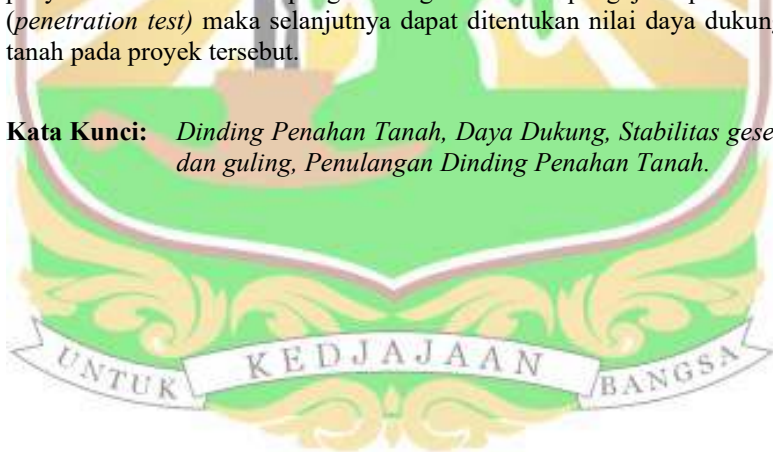 (penetration test) maka selanjutnya dapat ditentukan nilai daya dukung
tanah pada proyek tersebut.
Kata Kunci: Dinding Penahan Tanah, Daya Dukung, Stabilitas gese
dan guling, Penulangan Dinding Penahan Tanah.
UNTUK KEDJAJAAN BANGSA